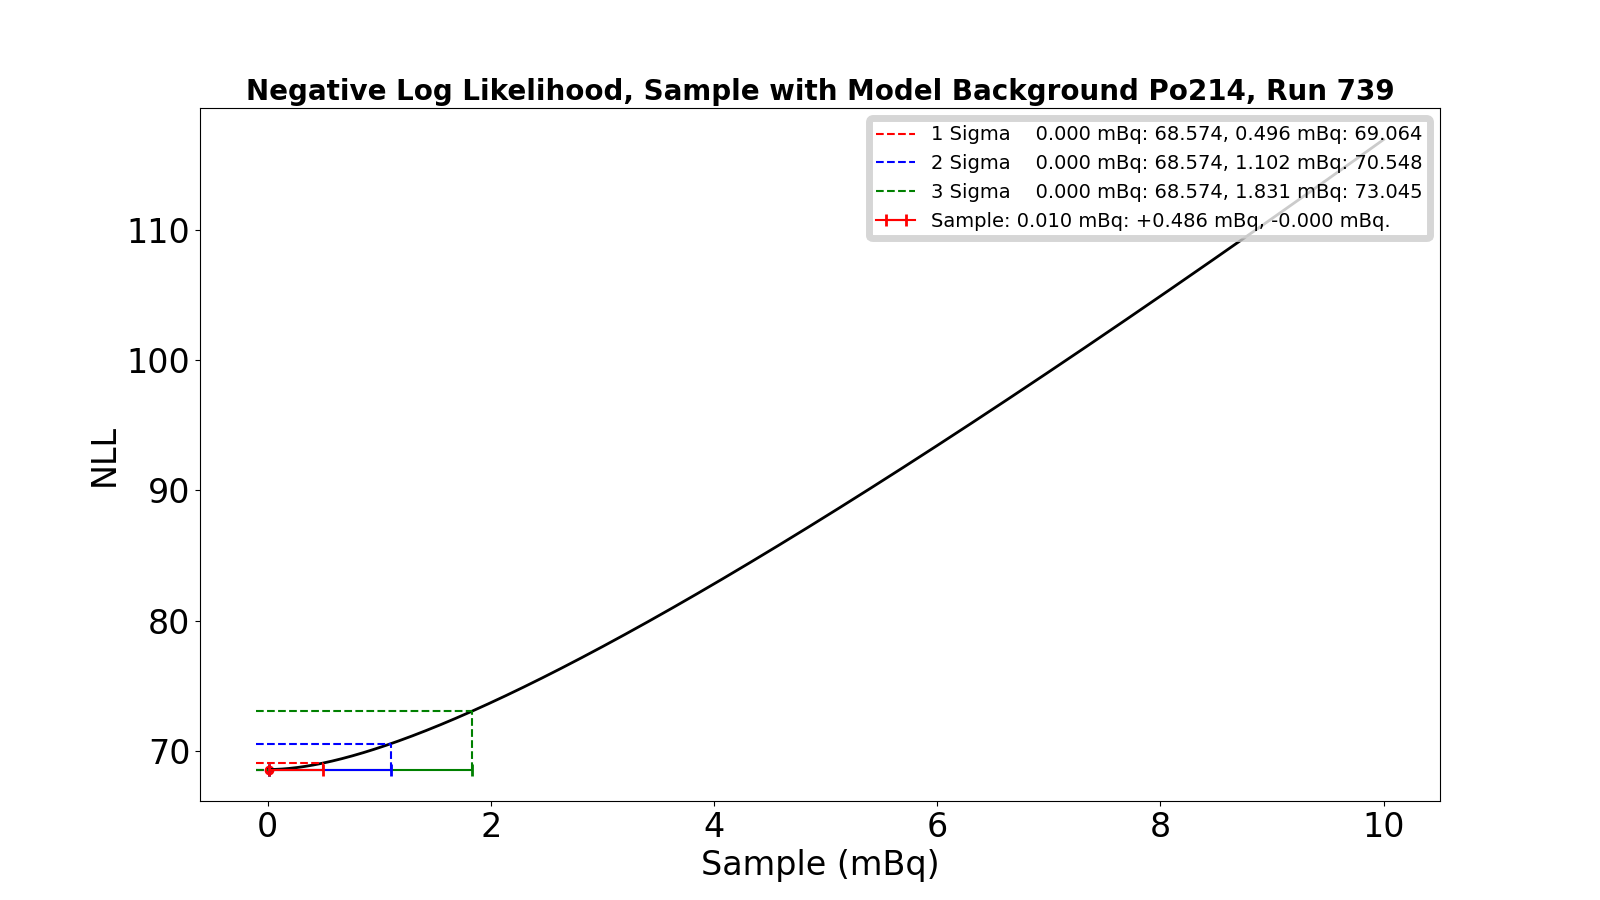 Negative Log Likelihood, Sample with Model Background Po214, Run 739
1 Sigma 0.000 mBq: 68.574, 0.496 mBq: 69.064
2 Sigma 0.000 mBq: 68.574, 1.102 mBq: 70.548
3 Sigma 0.000 mBq: 68.574, 1.831 mBq: 73.045
Sample: 0.010 mBq: +0.486 mBq, -0.000 mBq.
110
100
90
80
70
NLL
0 2 4 6 8 10
Sample (mBq)